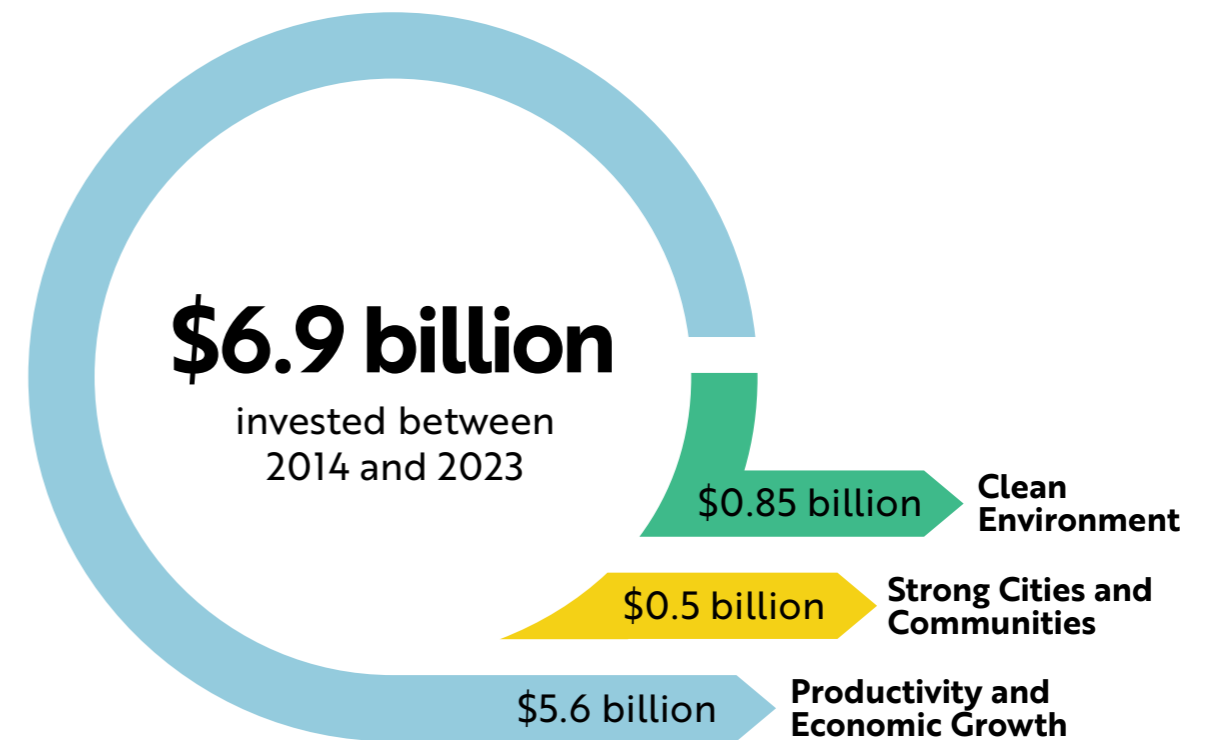 $6.9 billion
invested between
2014 and 2023
$0.85 billion
Clean
Environment
$0.5 billion
Strong Cities and
Communities
$5.6 billion
Productivity and
Economic Growth